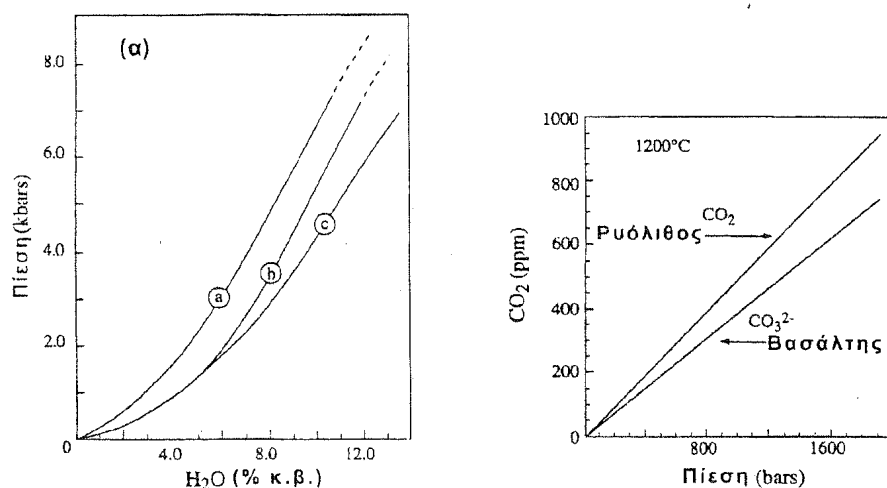 (α)
8.0
6.0
4.0
2.0
0
Πίεση (kbars)
a
b
c
4.0 8.0 12.0
H₂O (% κ.β.)
1000
800
600
400
200
0
CO₂ (ppm)
1200°C
CO₂
Ρυόλιθος
CO₃²⁻
Βασάλτης
800 1600
Πίεση (bars)